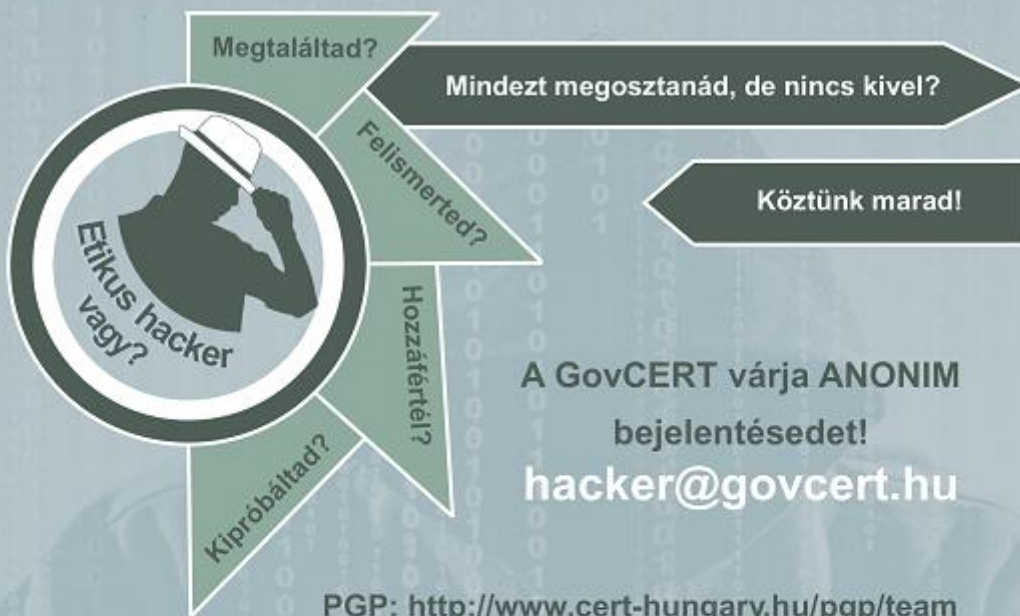 Megtaláltad?
Mindezt megosztanád, de nincs kivel?
Felismerted?
Köztünk marad!
Etikus hacker
vagy?
Hozzáfértél?
Kipróbáltad?
A GovCERT várja ANONIM
bejelentésedet!
hacker@govcert.hu
PGP: http://www.cert-hungary.hu/pgp/team